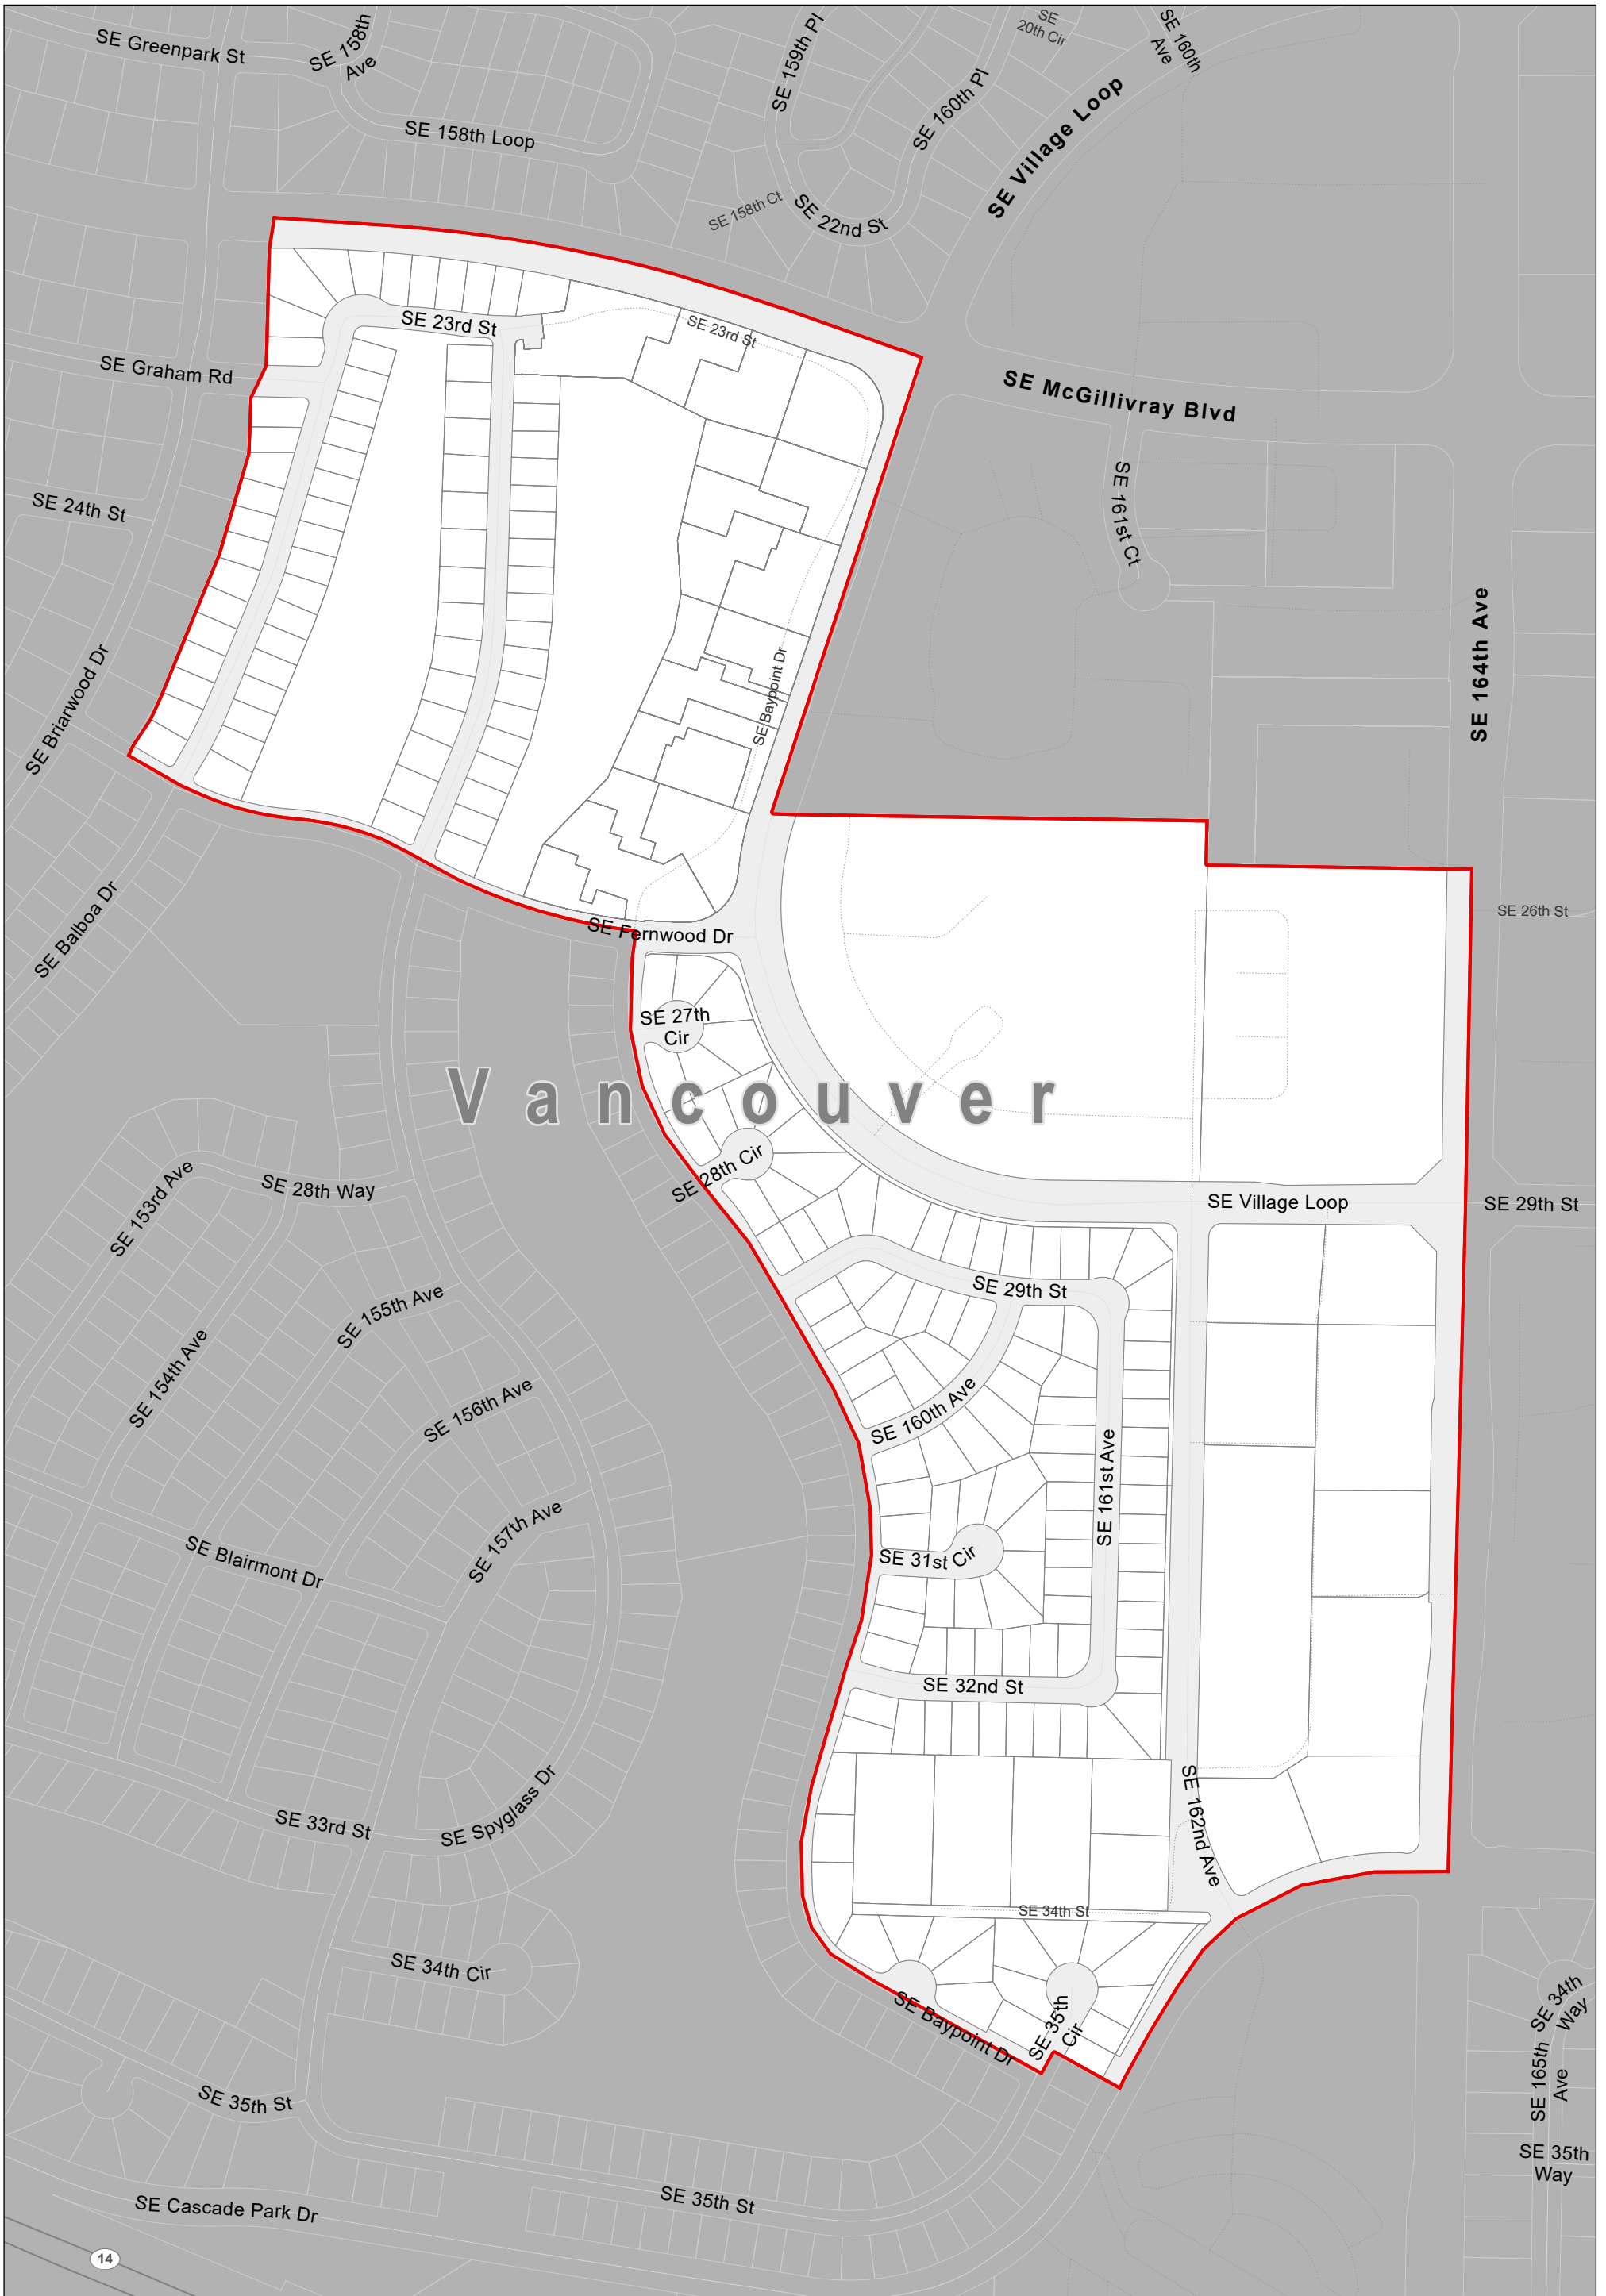 SE Greenpark St
SE 158th
Ave
SE 158th Loop
SE 159th Pl
SE 160th Pl
SE
20th Cir
SE 160th
Ave
SE Village Loop
SE 158th Ct
SE 22nd St
SE 23rd St
SE 23rd St
SE Graham Rd
SE McGillivray Blvd
SE 161st Ct
SE 24th St
SE 164th Ave
SE Briarwood Dr
SE Baypoint Dr
SE Balboa Dr
SE Fernwood Dr
SE 26th St
SE 27th
Cir
Vancouver
SE 28th Cir
SE 153rd Ave
SE 28th Way
SE Village Loop
SE 29th St
SE 29th St
SE 155th Ave
SE 154th Ave
SE 156th Ave
SE 160th Ave
SE 161st Ave
SE 157th Ave
SE Blairmont Dr
SE 31st Cir
SE 32nd St
SE 162nd Ave
SE 33rd St
SE Spyglass Dr
SE 34th St
SE 34th Cir
SE Baypoint Dr
SE 35th
Cir
SE 34th
Way
SE 165th
Ave
SE 35th St
SE 35th
Way
SE 35th St
SE Cascade Park Dr
14